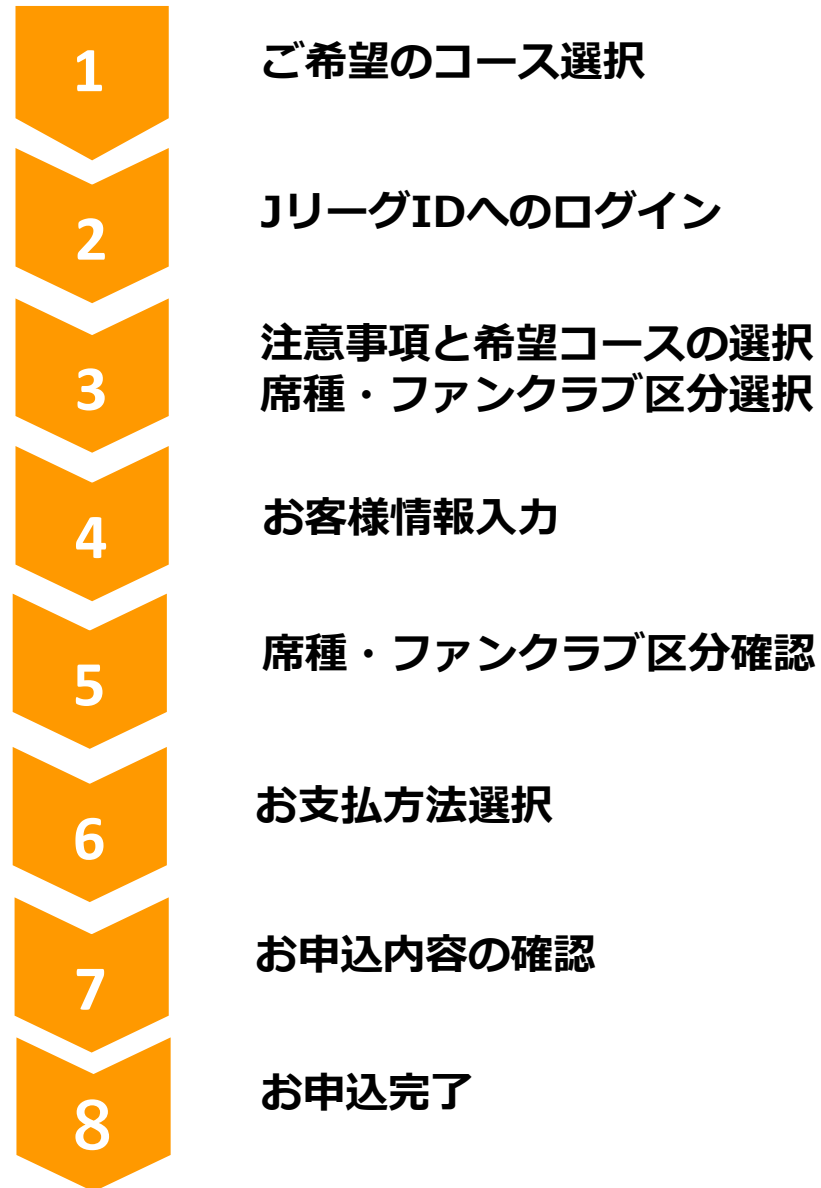 1
ご希望のコース選択
2
JリーグIDへのログイン
3
注意事項と希望コースの選択
席種・ファンクラブ区分選択
4
お客様情報入力
5
席種・ファンクラブ区分確認
6
お支払方法選択
7
お申込内容の確認
8
お申込完了